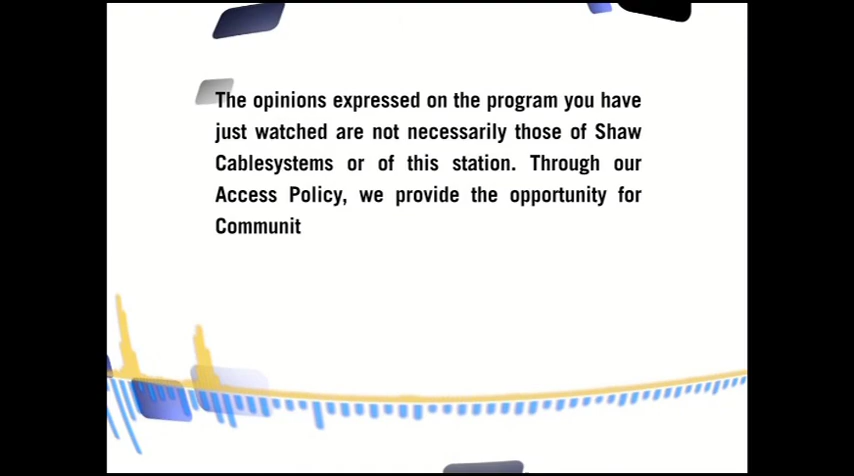 The opinions expressed on the program you have
just watched are not necessarily those of Shaw
Cablesystems or of this station. Through our
Access Policy, we provide the opportunity for
Communit